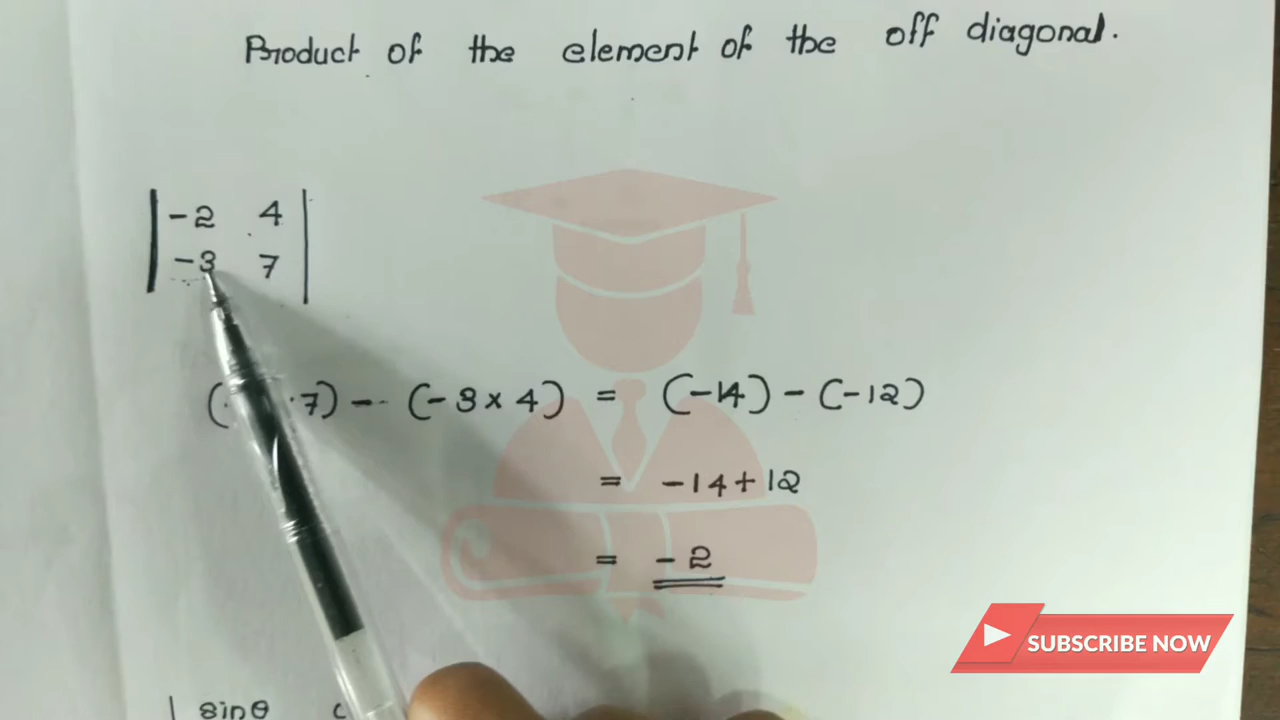 Product of the element of the off diagonal.
-2 4
-3 7
( 7) - (-3 × 4) = (-14) - (-12)
= -14+12
= -2
SUBSCRIBE NOW
sinθ